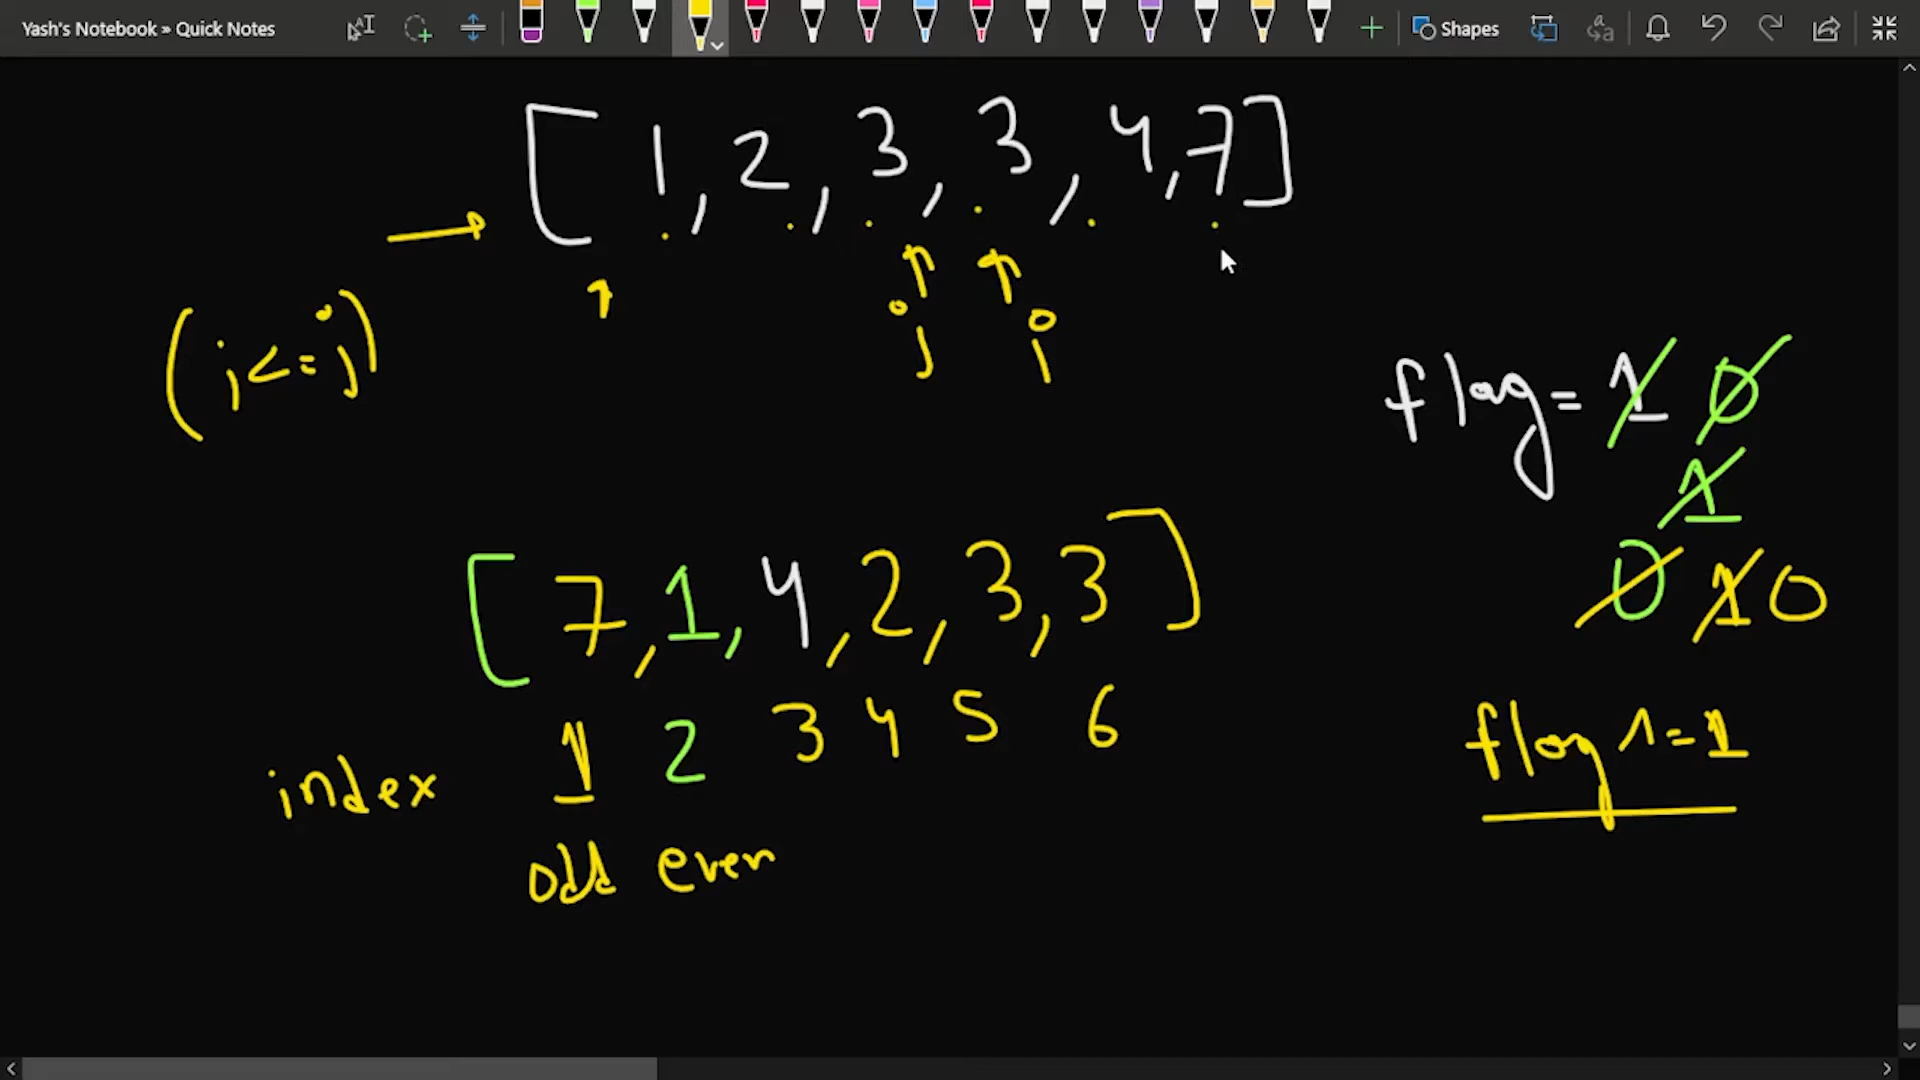 Yash's Notebook » Quick Notes
Shapes
[ 1, 2, 3, 3, 4, 7]
(i<=j)
j i
flag = 1 0
1
0 1 0
[ 7, 1, 4, 2, 3, 3 ]
index 1 2 3 4 5 6
odd even
flag ^= 1